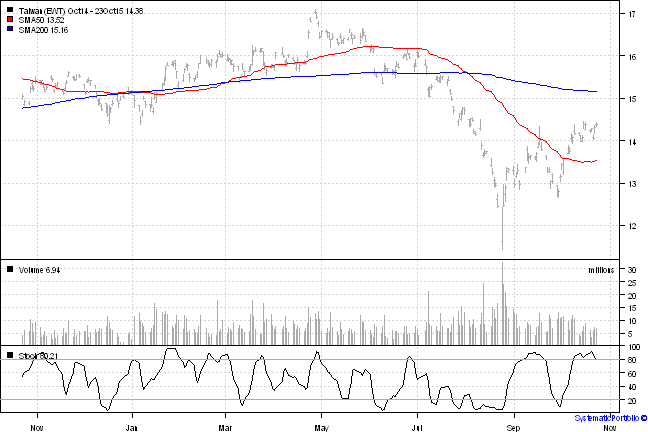 Taiwan (EWT) Oct14 - 23Oct15 14.38
SMA50 13.52
SMA200 15.16
17
16
15
14
13
12
Volume 6.94
millions
30
25
20
15
10
5
Stoch 80.21
100
80
60
40
20
Nov Jan Mar May Jul Sep Nov
SystematicPortfolio ©